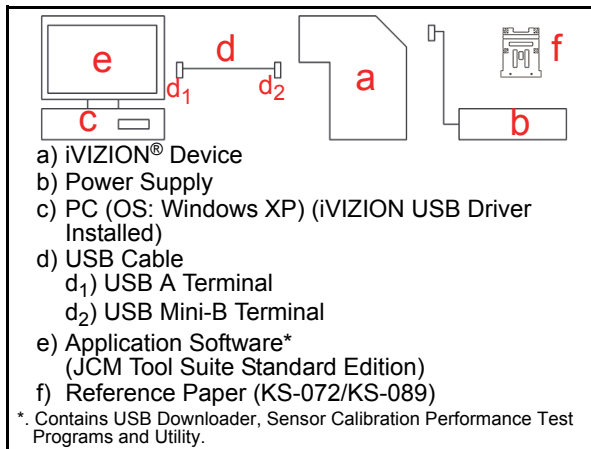 e
d
f
d1
d2
a
c
b
a) iVIZION® Device
b) Power Supply
c) PC (OS: Windows XP) (iVIZION USB Driver
Installed)
d) USB Cable
d1) USB A Terminal
d2) USB Mini-B Terminal
e) Application Software*
(JCM Tool Suite Standard Edition)
f) Reference Paper (KS-072/KS-089)
*. Contains USB Downloader, Sensor Calibration Performance Test
Programs and Utility.